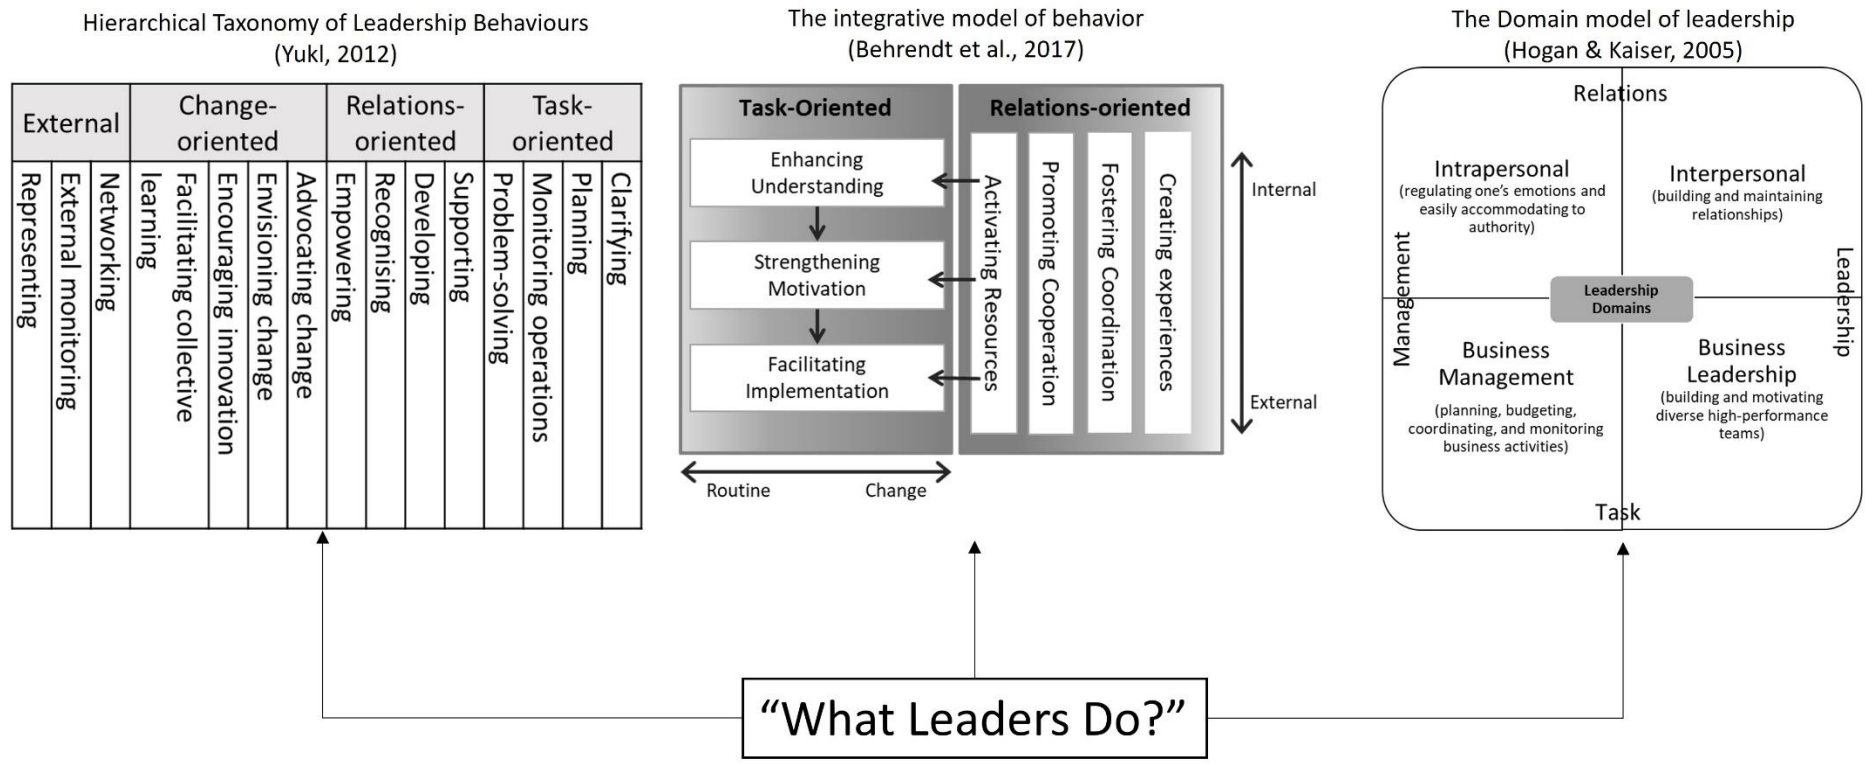 Hierarchical Taxonomy of Leadership Behaviours
(Yukl, 2012)
External
Change-
oriented
Relations-
oriented
Task-
oriented
Representing
External monitoring
Networking
Facilitating collective
learning
Encouraging innovation
Envisioning change
Advocating change
Empowering
Recognising
Developing
Supporting
Problem-solving
Monitoring operations
Planning
Clarifying
The integrative model of behavior
(Behrendt et al., 2017)
Task-Oriented
Enhancing
Understanding
Strengthening
Motivation
Facilitating
Implementation
Relations-oriented
Activating Resources
Promoting Cooperation
Fostering Coordination
Creating experiences
Internal
External
Routine
Change
The Domain model of leadership
(Hogan & Kaiser, 2005)
Relations
Intrapersonal
(regulating one's emotions and
easily accommodating to
authority)
Interpersonal
(building and maintaining
relationships)
Management
Leadership
Domains
Leadership
Business
Management
(planning, budgeting,
coordinating, and monitoring
business activities)
Business
Leadership
(building and motivating
diverse high-performance
teams)
Task
“What Leaders Do?”